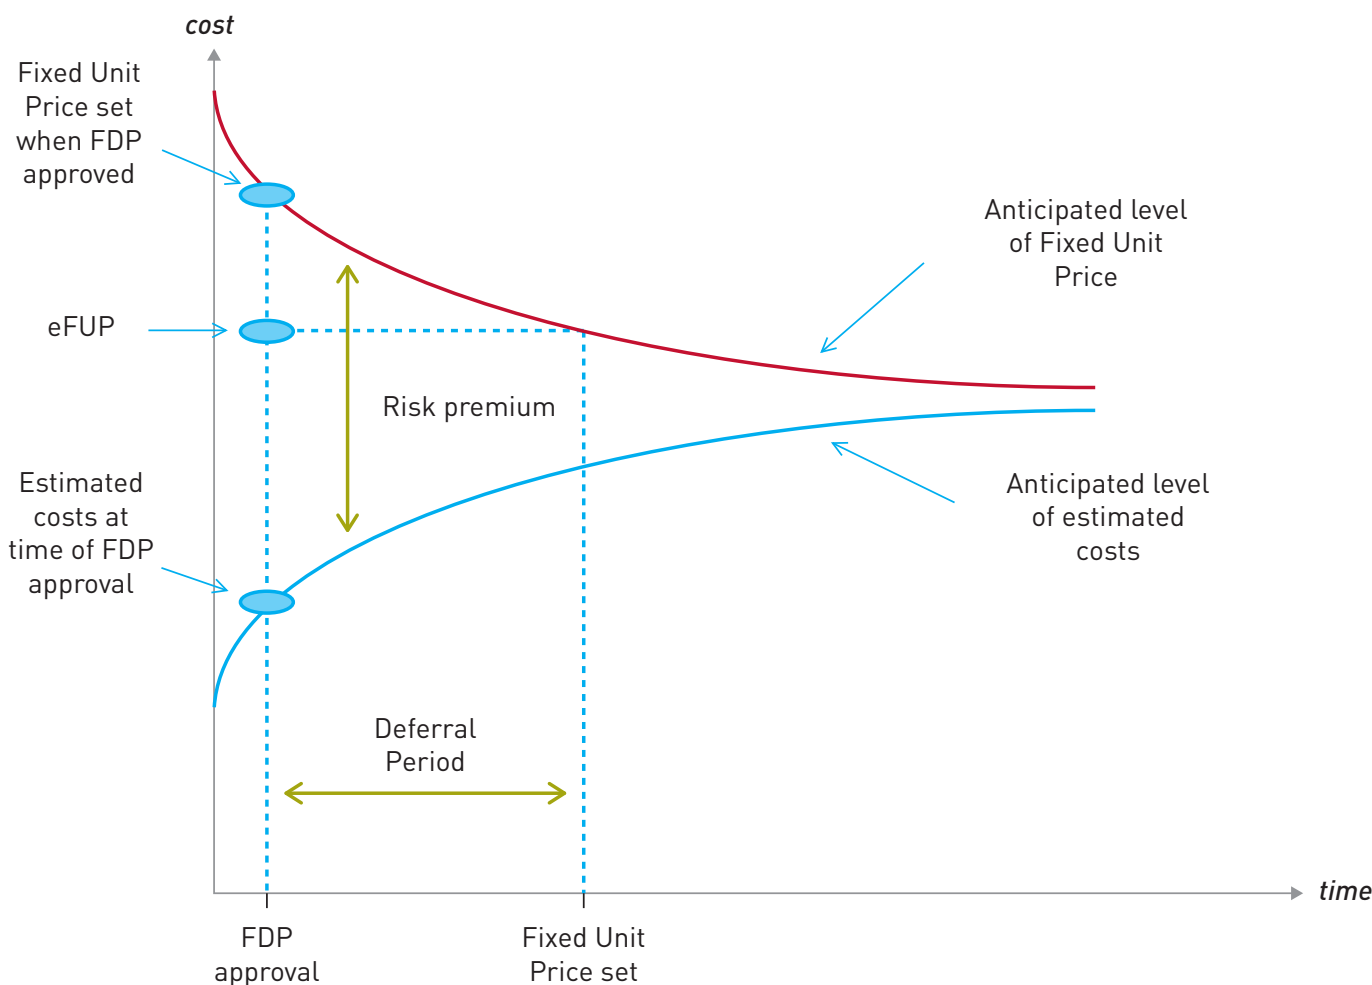 cost
Fixed Unit
Price set
when FDP
approved
Anticipated level
of Fixed Unit
Price
eFUP
Risk premium
Estimated
costs at
time of FDP
approval
Anticipated level
of estimated
costs
Deferral
Period
time
FDP
approval
Fixed Unit
Price set